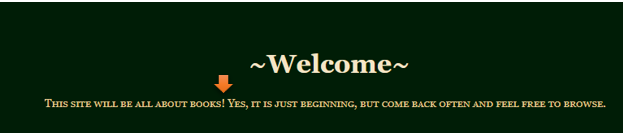 ~Welcome~
This site will be all about books! Yes, it is just beginning, but come back often and feel free to browse.